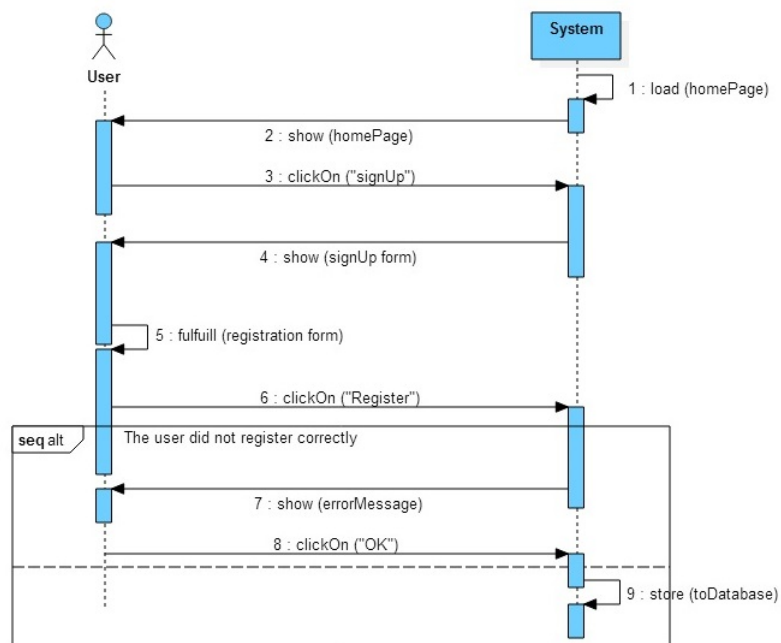 User
System
1 : load (homePage)
2 : show (homePage)
3 : clickOn ("signUp")
4 : show (signUp form)
5 : fulfuill (registration form)
6 : clickOn ("Register")
seq alt
The user did not register correctly
7 : show (errorMessage)
8 : clickOn ("OK")
9 : store (toDatabase)